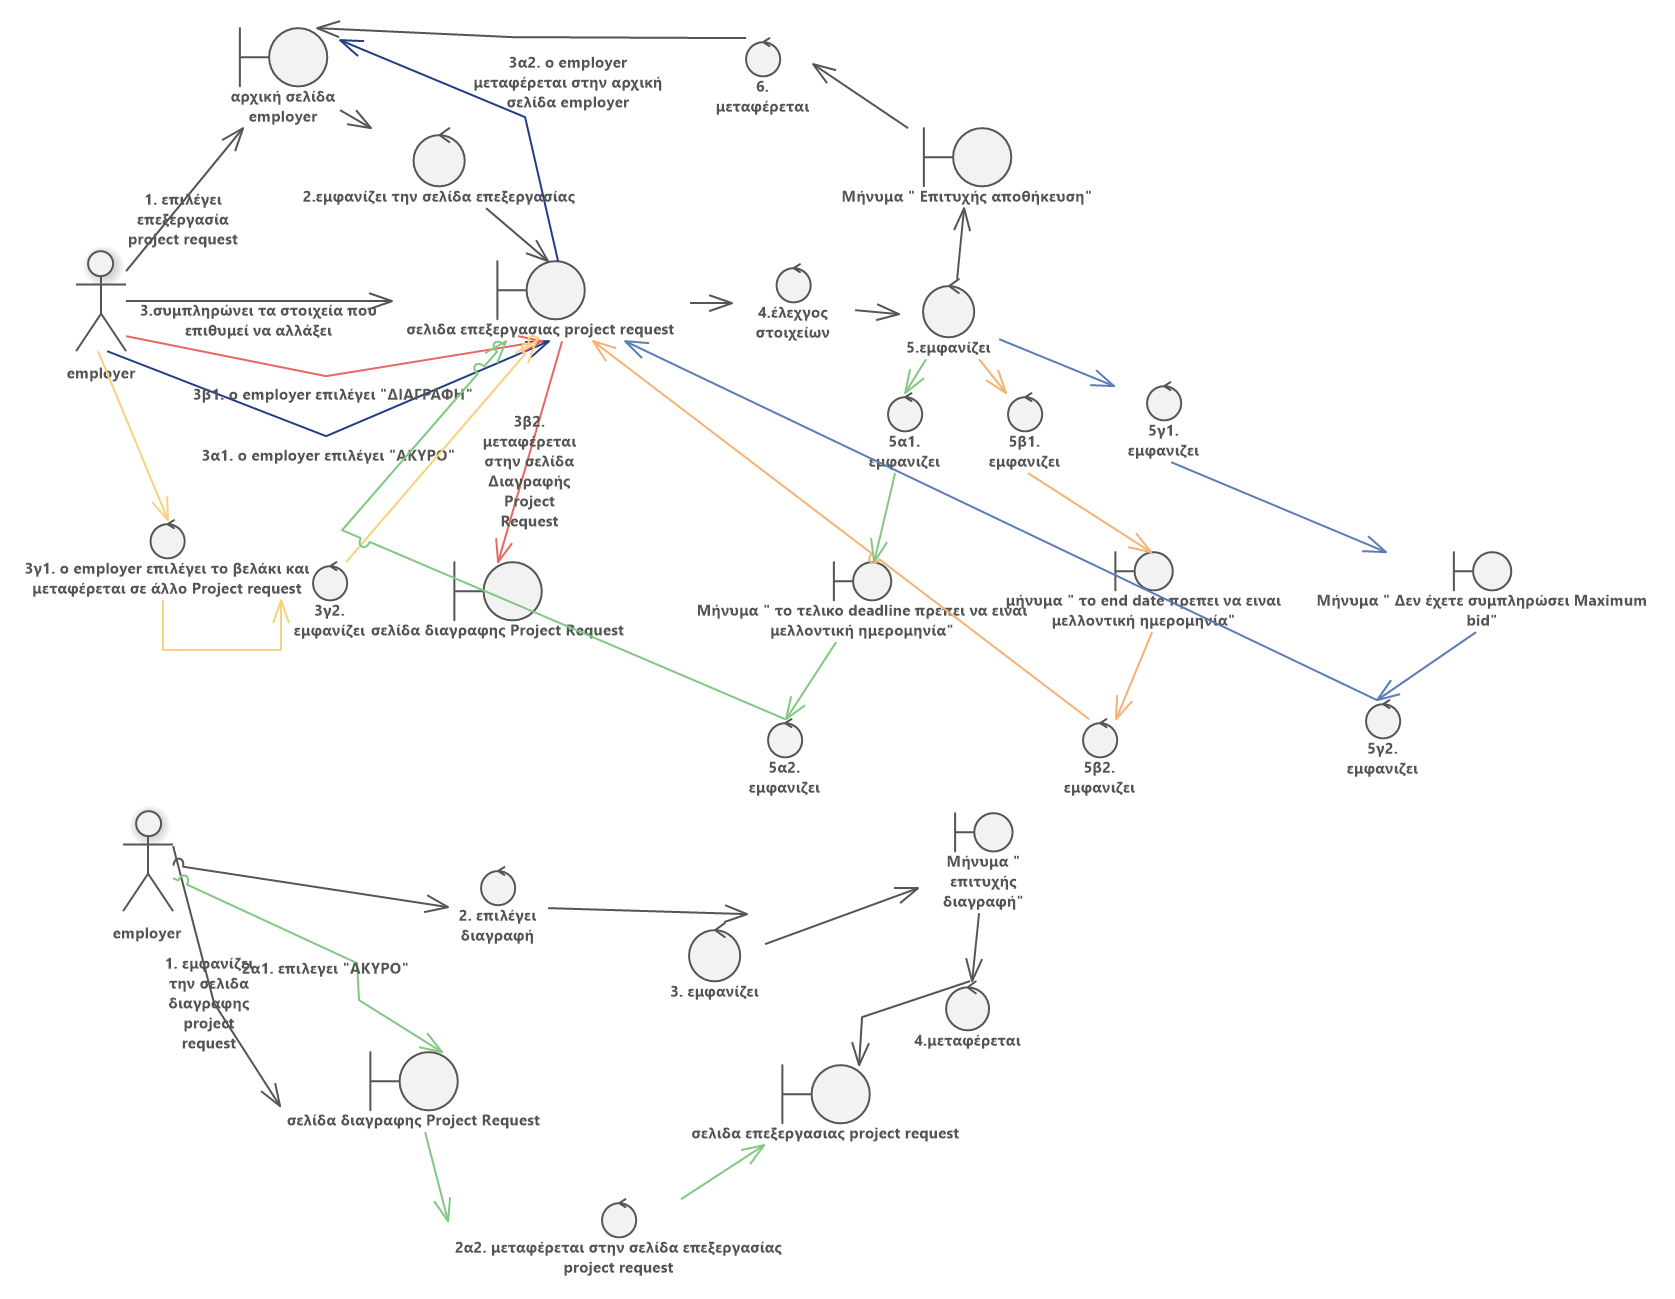 αρχική σελίδα
employer
3α2. ο employer
μεταφέρεται στην αρχική
σελίδα employer
6.
μεταφέρεται
1. επιλέγει
επεξεργασία
project request
2.εμφανίζει την σελίδα επεξεργασίας
Μήνυμα " Επιτυχής αποθήκευση"
3.συμπληρώνει τα στοιχεία που
επιθυμεί να αλλάξει
σελιδα επεξεργασιας project request
4.έλεγχος
στοιχείων
5.εμφανίζει
employer
3β1. ο employer επιλέγει "ΔΙΑΓΡΑΦΗ"
3α1. ο employer επιλέγει "ΑΚΥΡΟ"
3β2.
μεταφέρεται
στην σελίδα
Διαγραφής
Project
Request
5α1.
εμφανιζει
5β1.
εμφανιζει
5γ1.
εμφανιζει
3γ1. ο employer επιλέγει το βελάκι και
μεταφέρεται σε άλλο Project request
3γ2.
εμφανίζει
σελίδα διαγραφης Project Request
Μήνυμα " το τελικο deadline πρεπει να ειναι
μελλοντική ημερομηνία"
μήνυμα " το end date πρεπει να ειναι
μελλοντική ημερομηνία"
Μήνυμα " Δεν έχετε συμπληρώσει Maximum
bid"
5α2.
εμφανιζει
5β2.
εμφανιζει
5γ2.
εμφανιζει
employer
2. επιλέγει
διαγραφή
Μήνυμα "
επιτυχής
διαγραφή"
3. εμφανίζει
1. εμφανίζει
την σελιδα
διαγραφης
project
request
2α1. επιλεγει "ΑΚΥΡΟ"
4.μεταφέρεται
σελίδα διαγραφης Project Request
σελιδα επεξεργασιας project request
2α2. μεταφέρεται στην σελίδα επεξεργασίας
project request